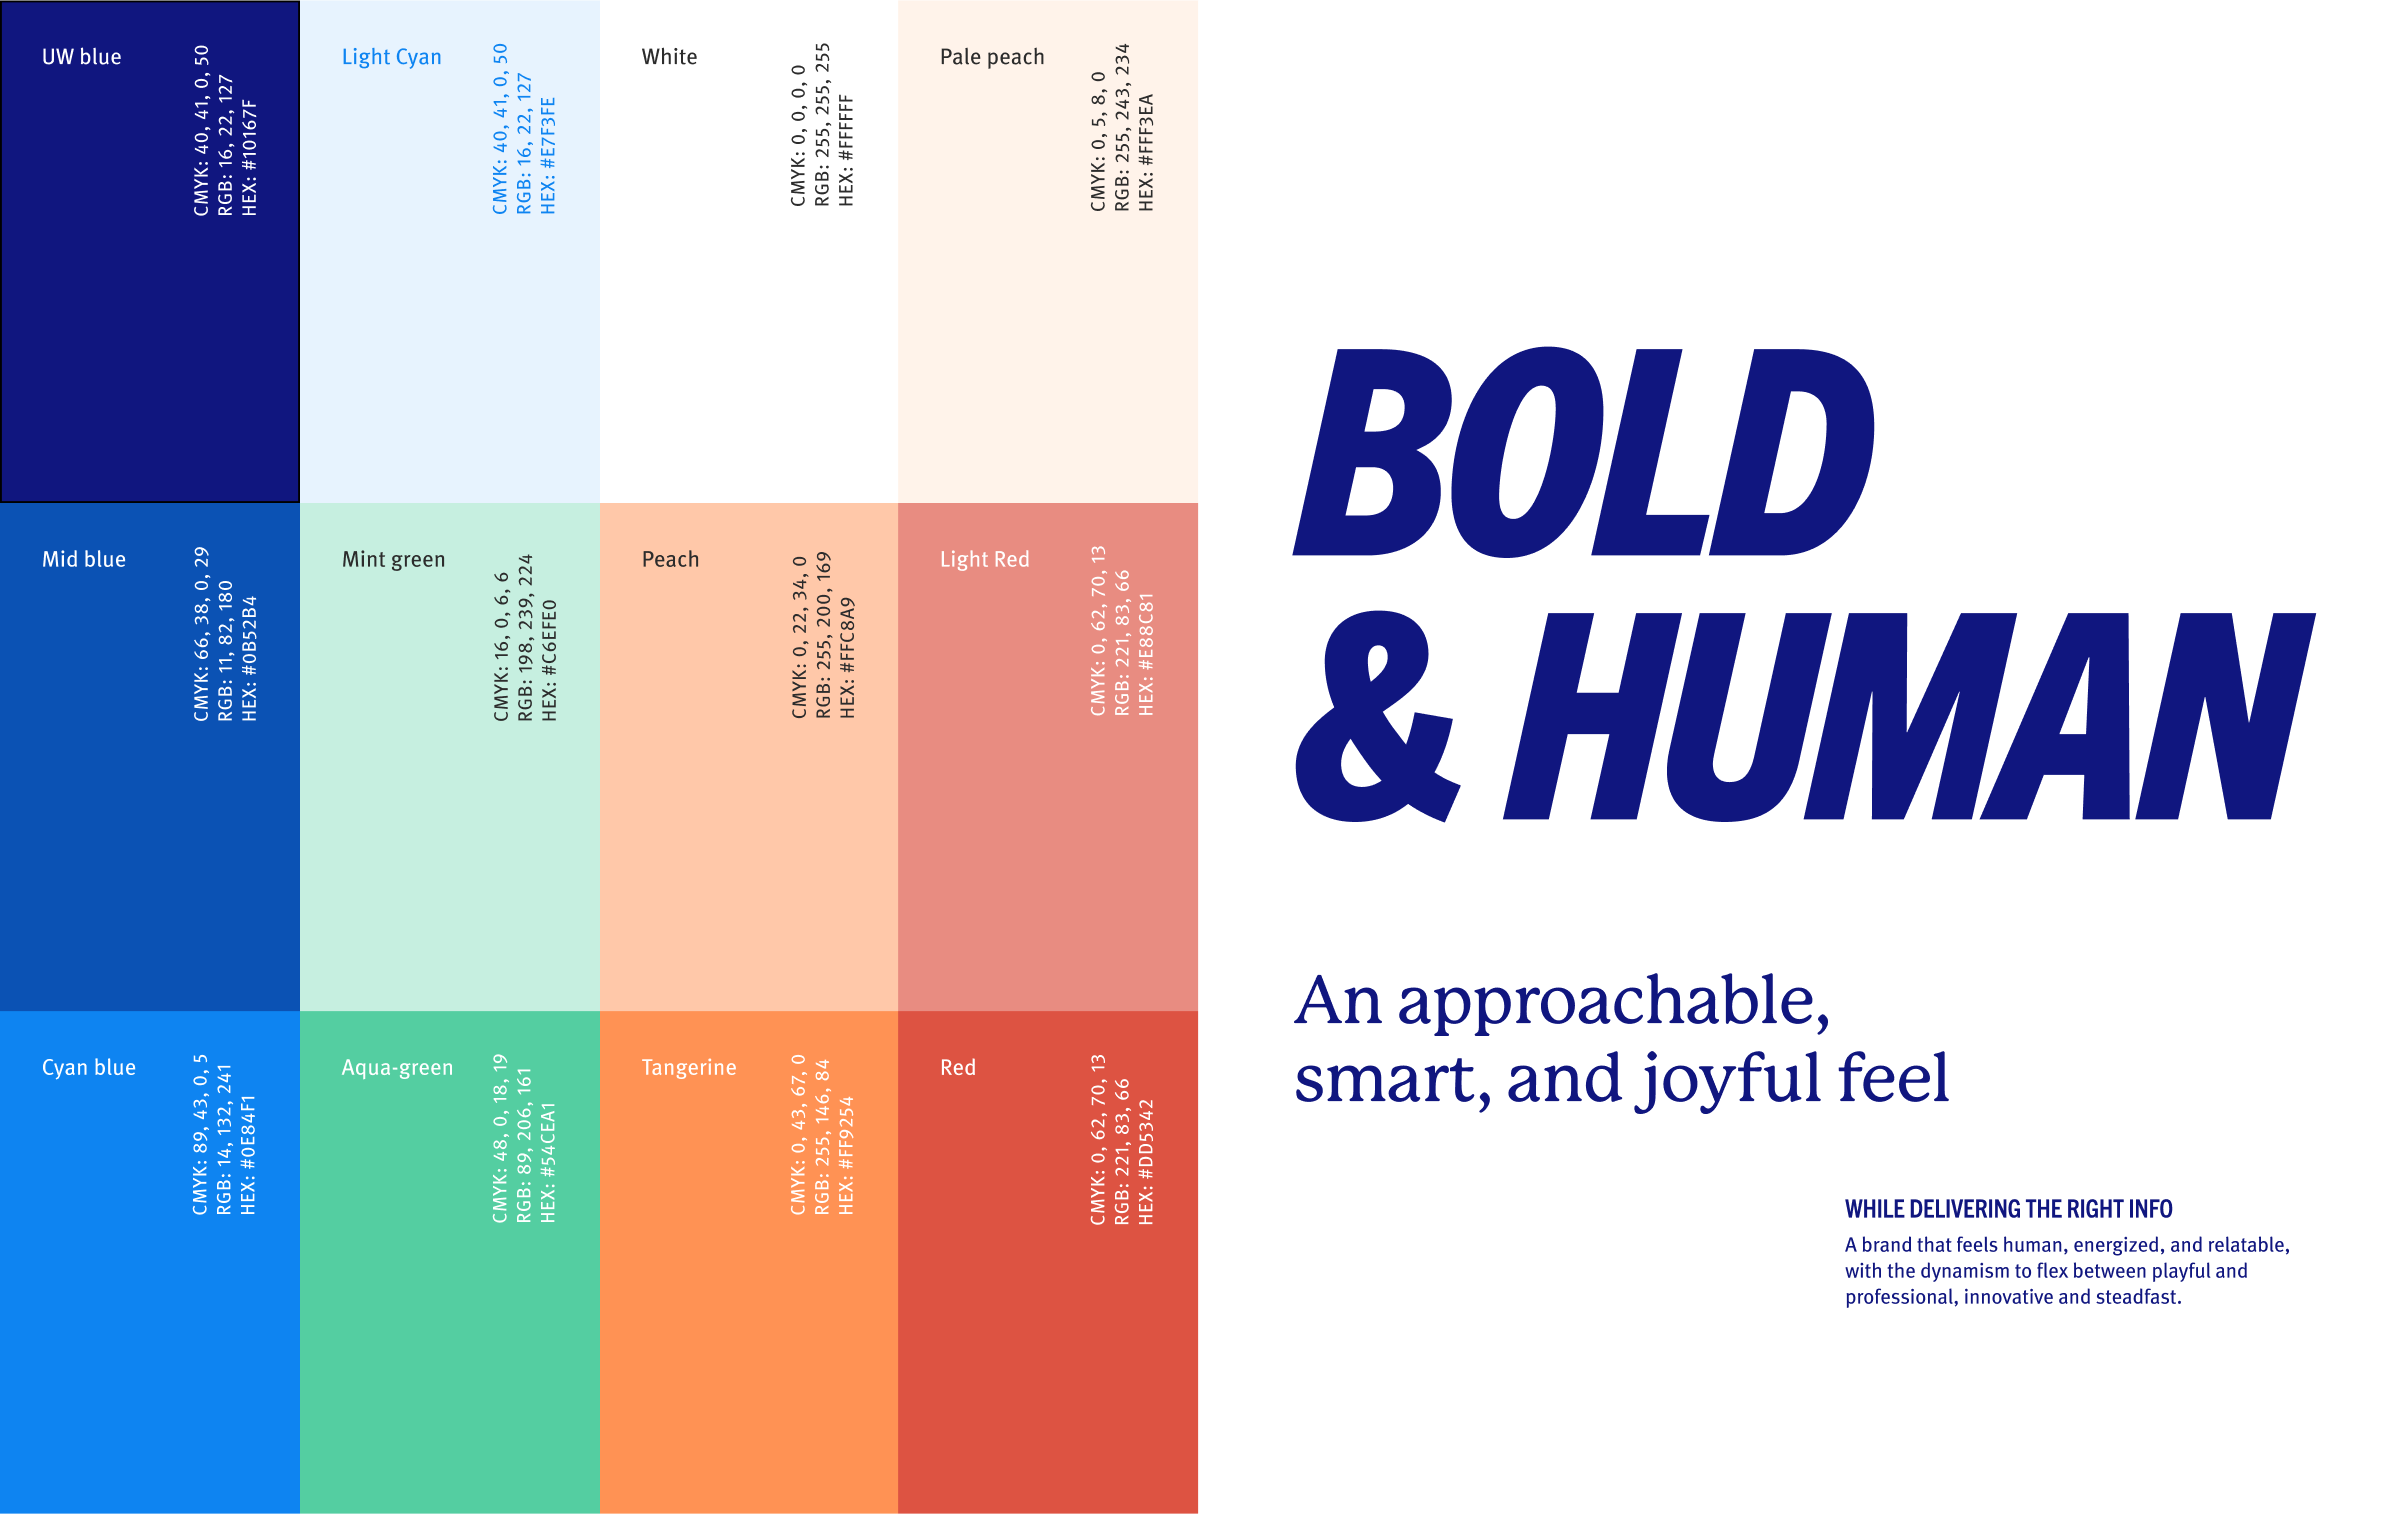 UW blue
CMYK: 40, 41, 0, 50
RGB: 16, 22, 127
HEX: #10167F
Light Cyan
CMYK: 40, 41, 0, 50
RGB: 16, 22, 127
HEX: #E7F3FE
White
CMYK: 0, 0, 0, 0
RGB: 255, 255, 255
HEX: #FFFFFF
Pale peach
CMYK: 0, 5, 8, 0
RGB: 255, 243, 234
HEX: #FFF3EA
Mid blue
CMYK: 66, 38, 0, 29
RGB: 11, 82, 180
HEX: #0B52B4
Mint green
CMYK: 16, 0, 6, 6
RGB: 198, 239, 224
HEX: #C6EFE0
Peach
CMYK: 0, 22, 34, 0
RGB: 255, 200, 169
HEX: #FFC8A9
Light Red
CMYK: 0, 62, 70, 13
RGB: 221, 83, 66
HEX: #E88C81
Cyan blue
CMYK: 89, 43, 0, 5
RGB: 14, 132, 241
HEX: #0E84F1
Aqua-green
CMYK: 48, 0, 18, 19
RGB: 89, 206, 161
HEX: #54CEA1
Tangerine
CMYK: 0, 43, 67, 0
RGB: 255, 146, 84
HEX: #FF9254
Red
CMYK: 0, 62, 70, 13
RGB: 221, 83, 66
HEX: #DD5342
BOLD
& HUMAN
An approachable,
smart, and joyful feel
WHILE DELIVERING THE RIGHT INFO
A brand that feels human, energized, and relatable,
with the dynamism to flex between playful and
professional, innovative and steadfast.